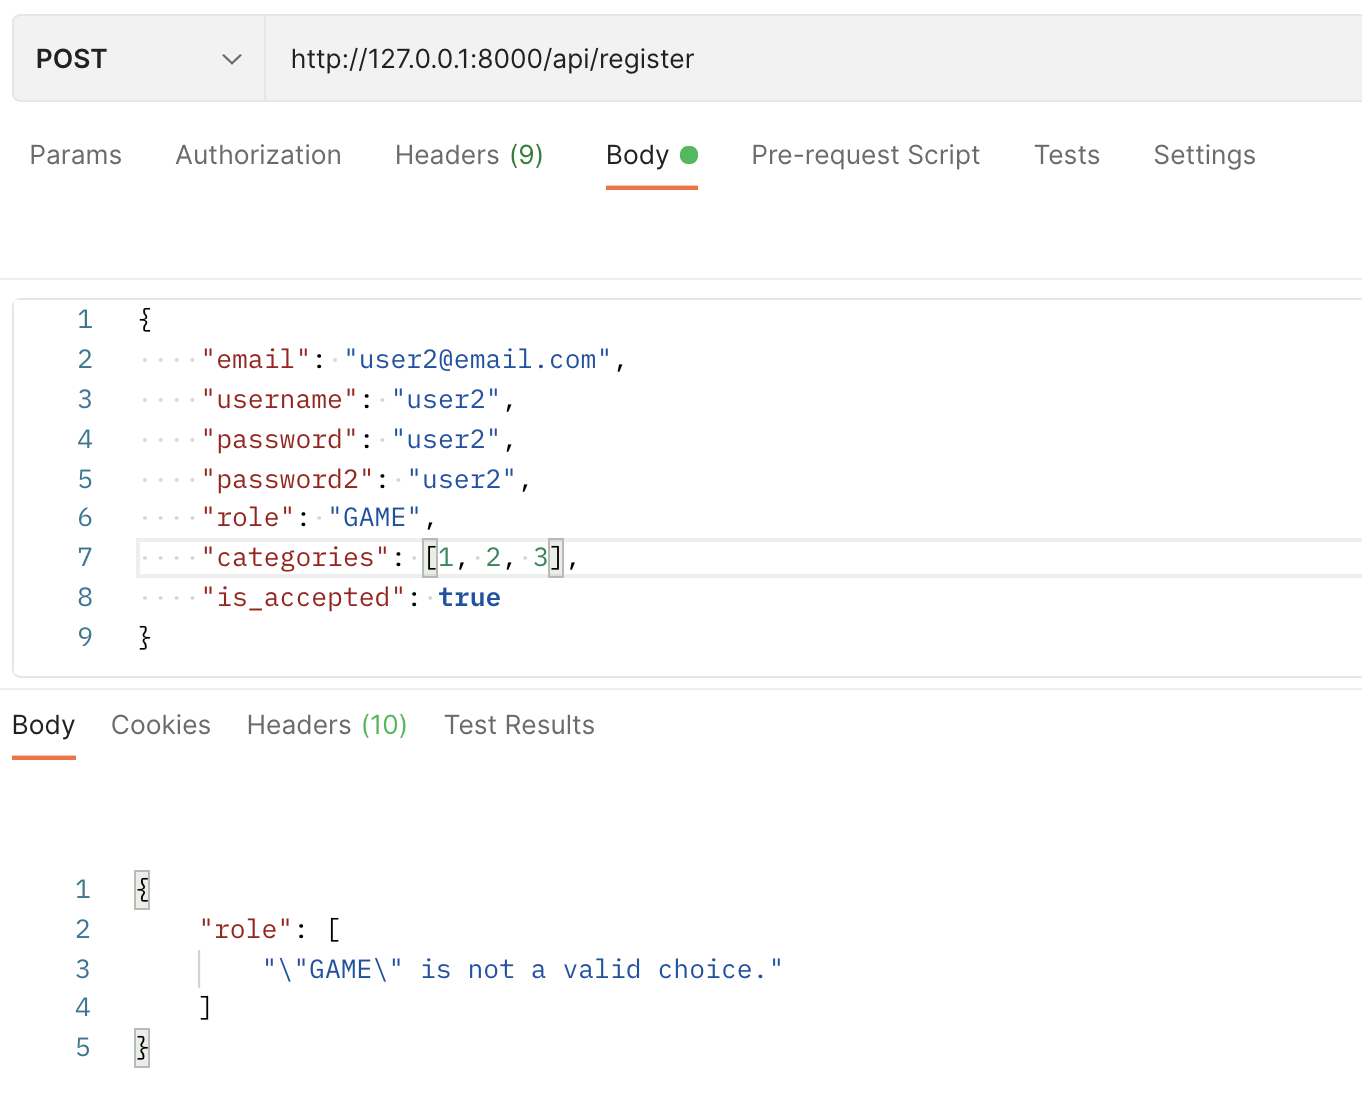 POST http://127.0.0.1:8000/api/register
Params Authorization Headers (9) Body Pre-request Script Tests Settings
1 {
2 "email": "user2@email.com",
3 "username": "user2",
4 "password": "user2",
5 "password2": "user2",
6 "role": "GAME",
7 "categories": [1, 2, 3],
8 "is_accepted": true
9 }
Body Cookies Headers (10) Test Results
1 {
2 "role": [
3 "\"GAME\" is not a valid choice."
4 ]
5 }